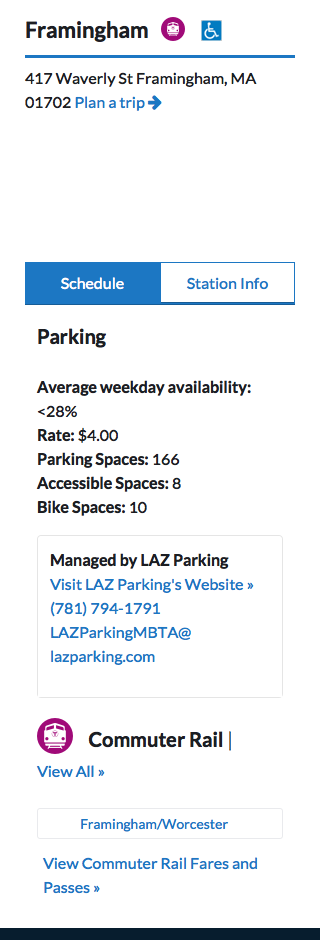 Framingham
417 Waverly St Framingham, MA
01702 Plan a trip
Schedule
Station Info
Parking
Average weekday availability:
<28%
Rate: $4.00
Parking Spaces: 166
Accessible Spaces: 8
Bike Spaces: 10
Managed by LAZ Parking
Visit LAZ Parking's Website »
(781) 794-1791
LAZParkingMBTA@
lazparking.com
Commuter Rail |
View All »
Framingham/Worcester
View Commuter Rail Fares and
Passes »